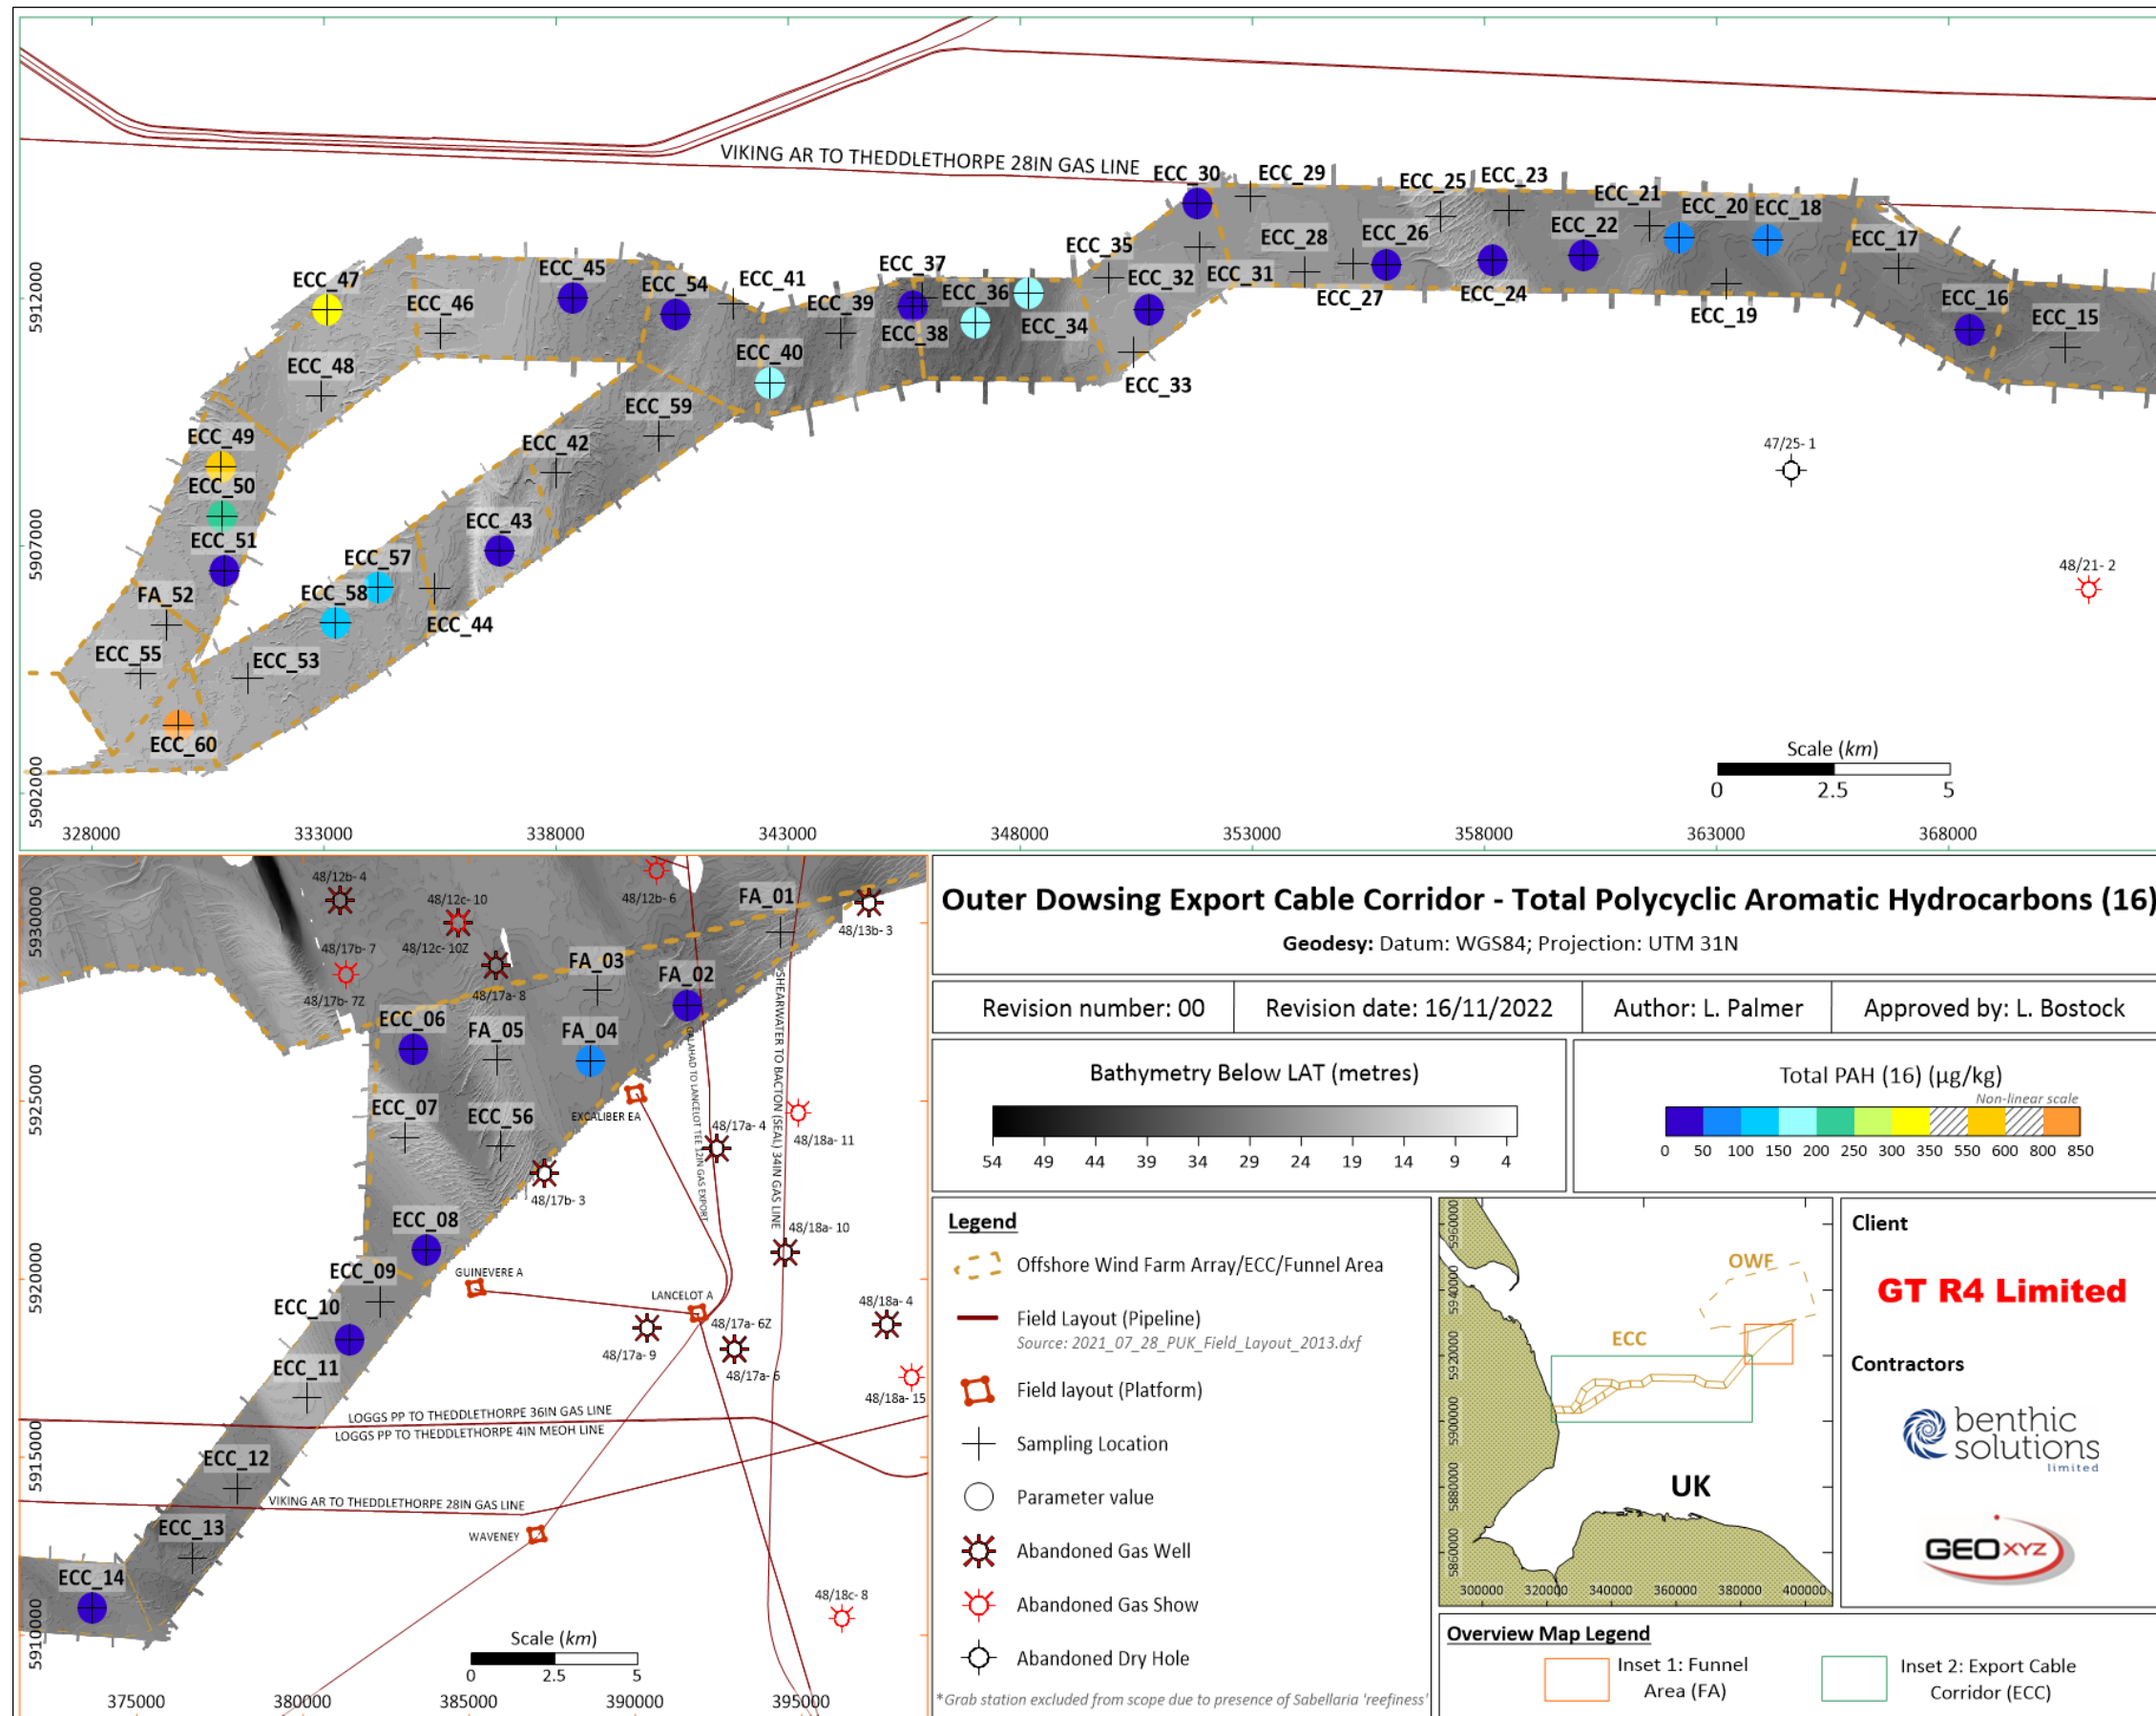 VIKING AR TO THEDDLETHORPE 28IN GAS LINE
ECC_30
ECC_29
ECC_25
ECC_23
ECC_21
ECC_20
ECC_18
ECC_17
ECC_22
ECC_26
ECC_28
ECC_35
ECC_31
ECC_32
ECC_27
ECC_24
ECC_19
ECC_16
ECC_15
ECC_47
ECC_46
ECC_45
ECC_54
ECC_41
ECC_39
ECC_37
ECC_36
ECC_38
ECC_34
ECC_33
ECC_40
ECC_48
ECC_59
ECC_49
ECC_42
ECC_50
ECC_43
ECC_51
ECC_57
ECC_58
FA_52
ECC_44
ECC_55
ECC_53
ECC_60
47/25- 1
48/21- 2
5912000
5907000
5902000
Scale (km)
0 2.5 5
328000 333000 338000 343000 348000 353000 358000 363000 368000
48/12b- 4
48/12c- 10
48/12b- 6
FA_01
48/13b- 3
48/17b- 7
48/12c- 10Z
FA_03
FA_02
48/17b- 7Z
48/17a- 8
ECC_06
FA_05
FA_04
ECC_07
ECC_56
EXCALIBER EA
48/17a- 4
48/18a- 11
48/17b- 3
GALAHAD TO LANCELOT TEE 12IN GAS EXPORT
SHEARWATER TO BACTON (SEAL) 34IN GAS LINE
ECC_08
48/18a- 10
ECC_09
GUINEVERE A
LANCELOT A
ECC_10
48/17a- 6Z
48/18a- 4
48/17a- 9
48/17a- 6
ECC_11
48/18a- 15
LOGGS PP TO THEDDLETHORPE 36IN GAS LINE
LOGGS PP TO THEDDLETHORPE 4IN MEOH LINE
ECC_12
VIKING AR TO THEDDLETHORPE 28IN GAS LINE
ECC_13
WAVENEY
ECC_14
48/18c- 8
5930000
5925000
5920000
5915000
5910000
Scale (km)
0 2.5 5
375000 380000 385000 390000 395000
Outer Dowsing Export Cable Corridor - Total Polycyclic Aromatic Hydrocarbons (16)
Geodesy: Datum: WGS84; Projection: UTM 31N
Revision number: 00
Revision date: 16/11/2022
Author: L. Palmer
Approved by: L. Bostock
Bathymetry Below LAT (metres)
54 49 44 39 34 29 24 19 14 9 4
Total PAH (16) (µg/kg)
Non-linear scale
0 50 100 150 200 250 300 350 550 600 800 850
Legend
Offshore Wind Farm Array/ECC/Funnel Area
Field Layout (Pipeline)
Source: 2021_07_28_PUK_Field_Layout_2013.dxf
Field layout (Platform)
Sampling Location
Parameter value
Abandoned Gas Well
Abandoned Gas Show
Abandoned Dry Hole
*Grab station excluded from scope due to presence of Sabellaria 'reefiness'
OWF
ECC
UK
5960000
5940000
5920000
5900000
5880000
5860000
300000 320000 340000 360000 380000 400000
Overview Map Legend
Inset 1: Funnel
Area (FA)
Inset 2: Export Cable
Corridor (ECC)
Client
GT R4 Limited
Contractors
benthic
solutions
limited
GEOXYZ